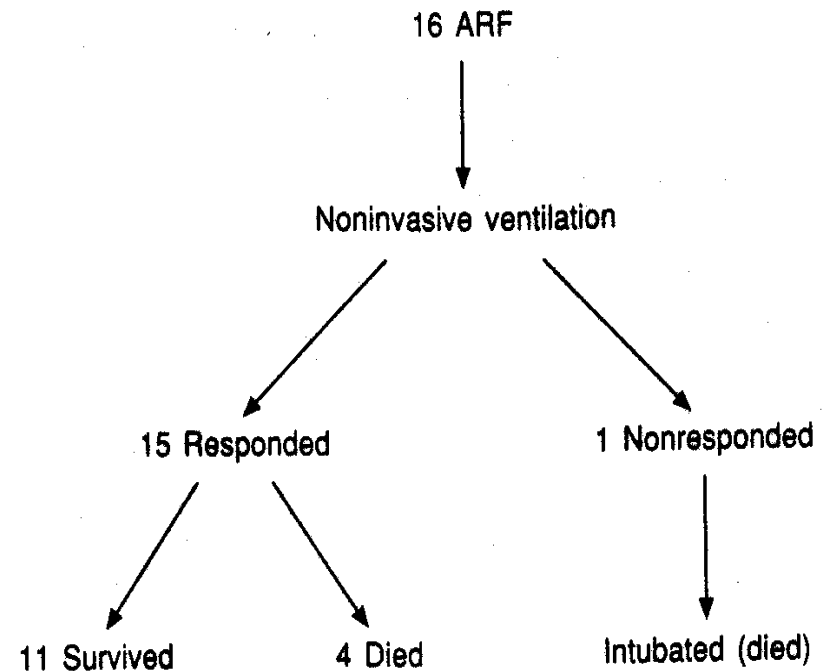 16 ARF
Noninvasive ventilation
15 Responded
1 Nonresponded
11 Survived
4 Died
Intubated (died)